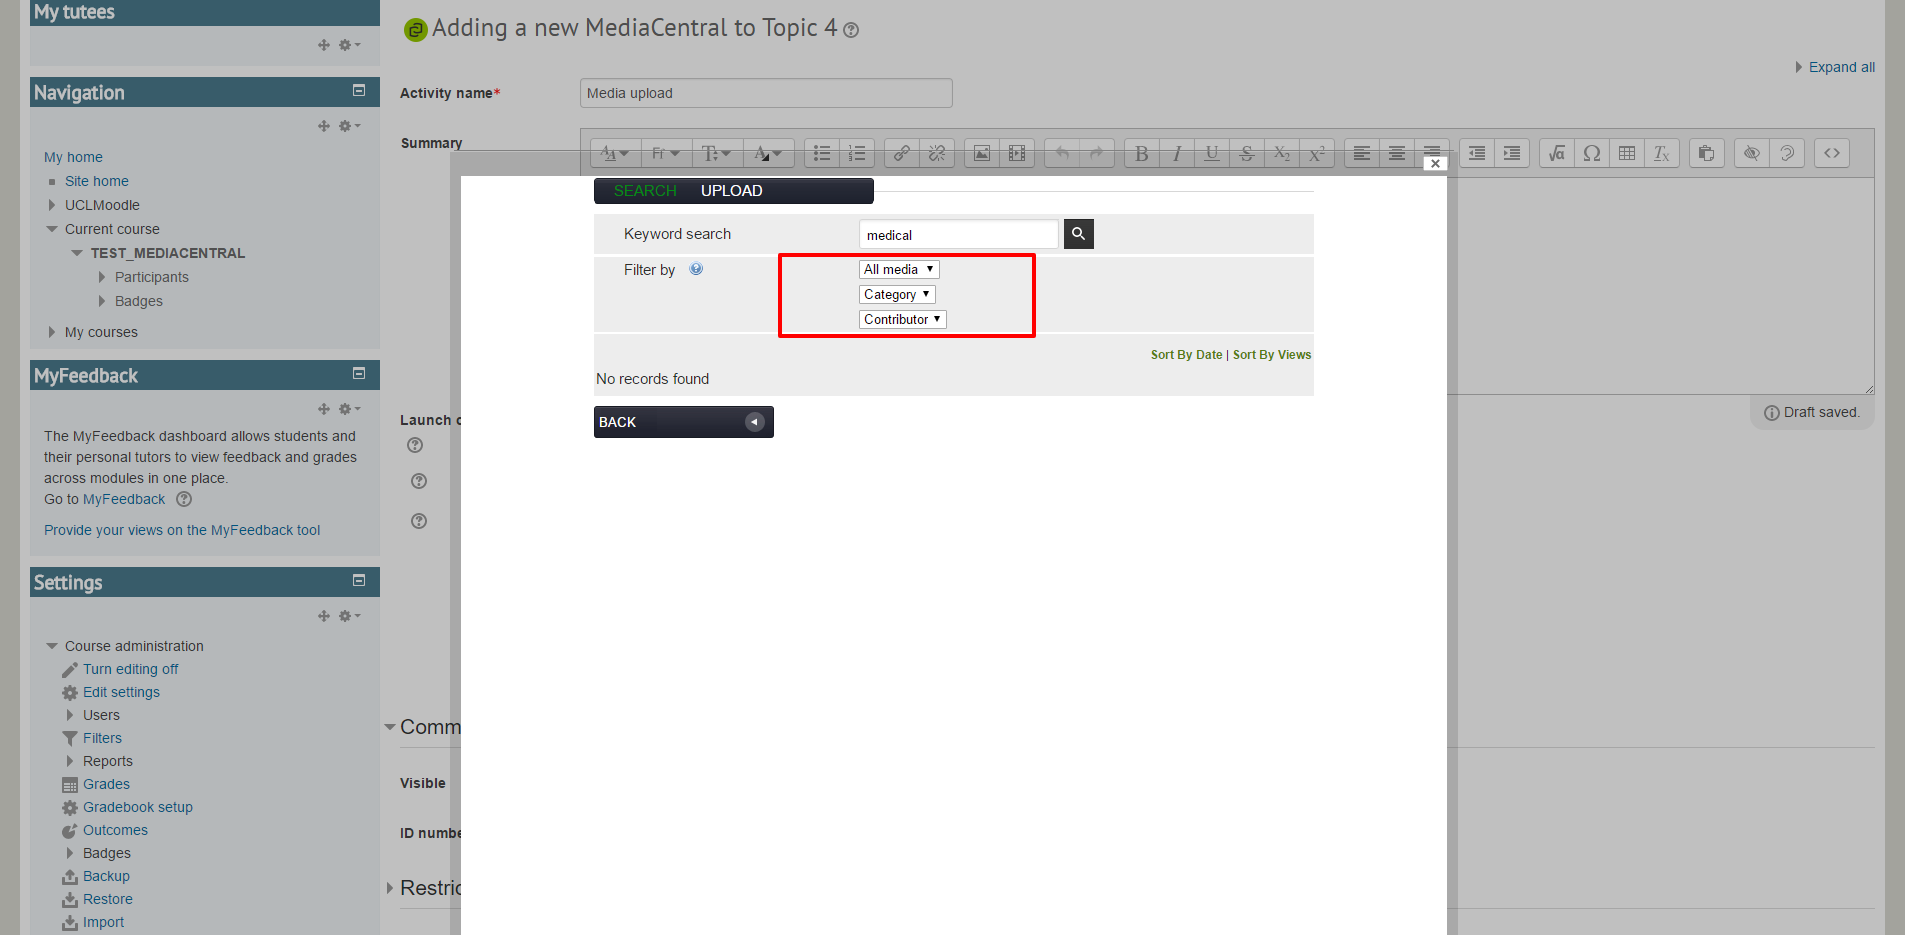 My tutees
Navigation
My home
Site home
UCLMoodle
Current course
TEST_MEDIACENTRAL
Participants
Badges
My courses
MyFeedback
The MyFeedback dashboard allows students and
their personal tutors to view feedback and grades
across modules in one place.
Go to MyFeedback
Provide your views on the MyFeedback tool
Settings
Course administration
Turn editing off
Edit settings
Users
Filters
Reports
Grades
Gradebook setup
Outcomes
Badges
Backup
Restore
Import
Adding a new MediaCentral to Topic 4
Expand all
Activity name*
Media upload
Summary
SEARCH UPLOAD
Keyword search
medical
Filter by
All media
Category
Contributor
Sort By Date | Sort By Views
No records found
BACK
Draft saved.
Launch
Comm
Visible
ID numbe
Restric